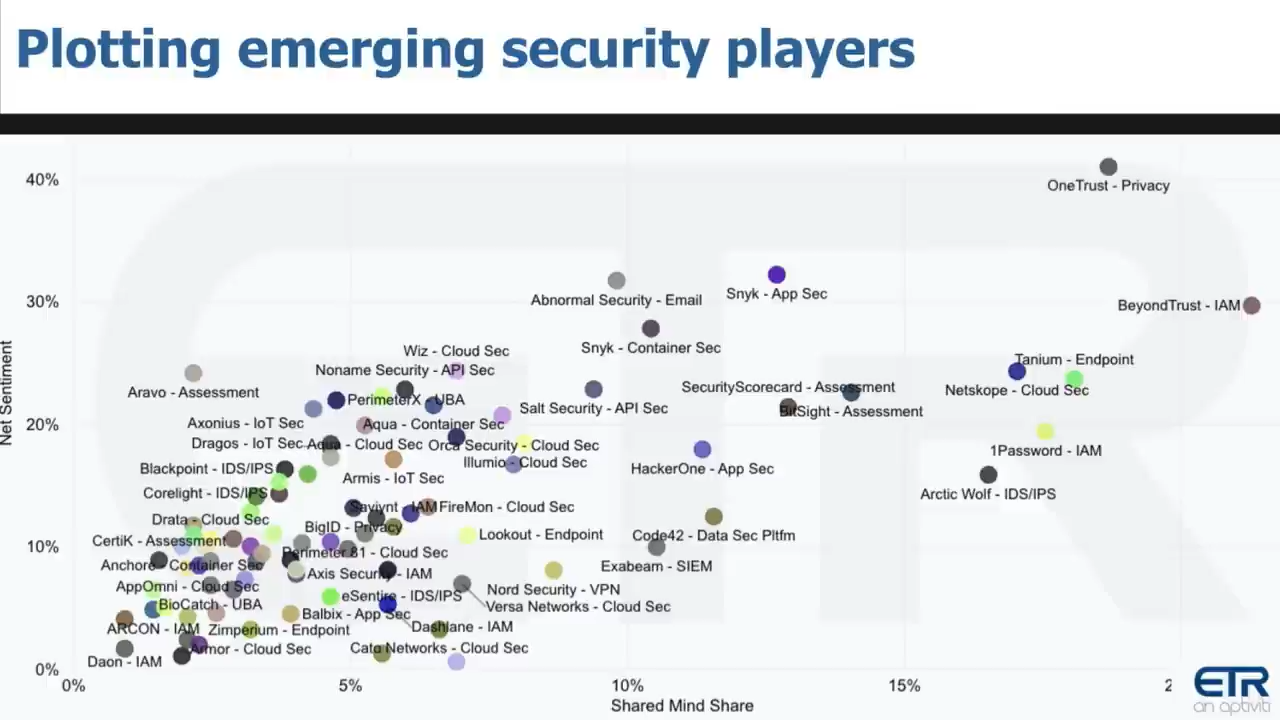 Plotting emerging security players
40%
OneTrust - Privacy
30%
Abnormal Security - Email
Snyk - App Sec
BeyondTrust - IAM
Snyk - Container Sec
Wiz - Cloud Sec
Tanium - Endpoint
Noname Security - API Sec
Aravo - Assessment
SecurityScorecard - Assessment
Netskope - Cloud Sec
PerimeterX - UBA
Salt Security - API Sec
BitSight - Assessment
Net Sentiment
20%
Axonius - IoT Sec
Aqua - Container Sec
Dragos - IoT Sec
Aqua - Cloud Sec
Orca Security - Cloud Sec
1Password - IAM
Blackpoint - IDS/IPS
Illumio - Cloud Sec
HackerOne - App Sec
Armis - IoT Sec
Corelight - IDS/IPS
Arctic Wolf - IDS/IPS
Saviynt - IAM
FireMon - Cloud Sec
Drata - Cloud Sec
BigID - Privacy
Lookout - Endpoint
Code42 - Data Sec Pltfm
CertiK - Assessment
10%
Perimeter 81 - Cloud Sec
Anchore - Container Sec
Exabeam - SIEM
Axis Security - IAM
AppOmni - Cloud Sec
Nord Security - VPN
eSentire - IDS/IPS
BioCatch - UBA
Versa Networks - Cloud Sec
Balbix - App Sec
ARCON - IAM
Zimperium - Endpoint
Dashlane - IAM
Armor - Cloud Sec
Cato Networks - Cloud Sec
Daon - IAM
0%
0%
5%
10%
15%
2
Shared Mind Share
ETR
an aptiviti